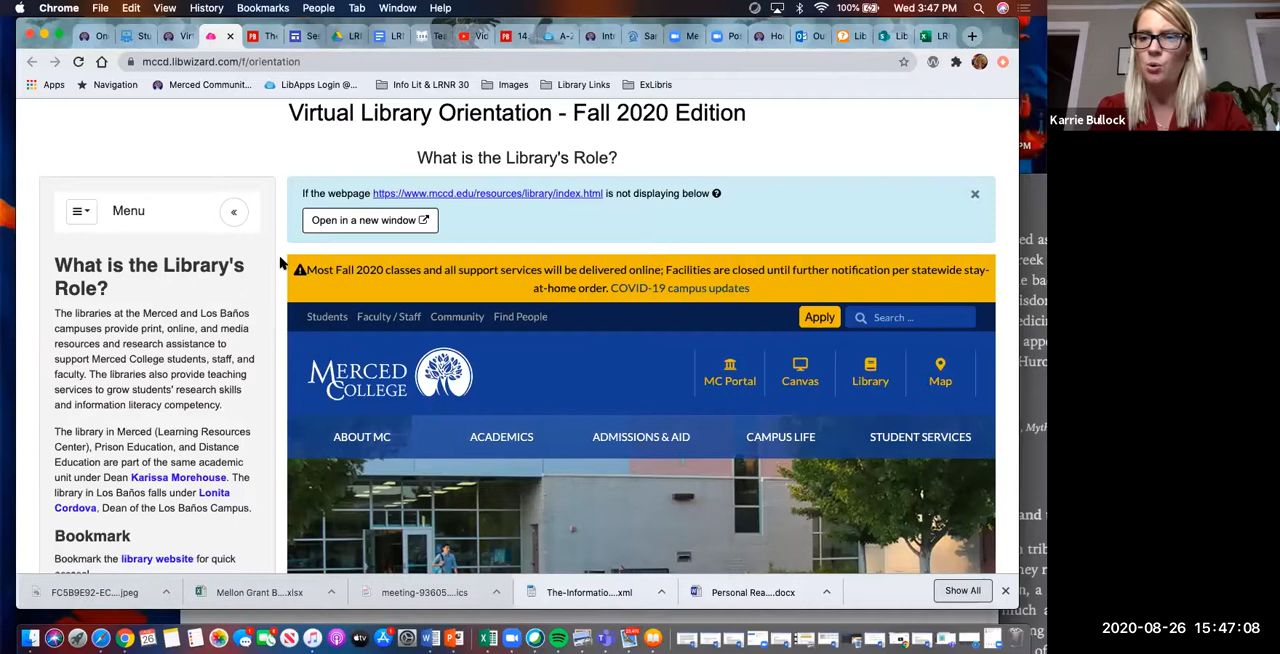 Chrome File Edit View History Bookmarks People Tab Window Help 100% Wed 3:47 PM
mccd.libwizard.com/f/orientation
Apps Navigation Merced Communit... LibApps Login @... Info Lit & LRNR 30 Images Library Links ExLibris
Karrie Bullock
Virtual Library Orientation - Fall 2020 Edition
What is the Library's Role?
Menu
What is the Library's
Role?
The libraries at the Merced and Los Baños
campuses provide print, online, and media
resources and research assistance to
support Merced College students, staff, and
faculty. The libraries also provide teaching
services to grow students' research skills
and information literacy competency.
The library in Merced (Learning Resources
Center), Prison Education, and Distance
Education are part of the same academic
unit under Dean Karissa Morehouse. The
library in Los Baños falls under Lonita
Cordova, Dean of the Los Baños Campus.
Bookmark
Bookmark the library website for quick
If the webpage https://www.mccd.edu/resources/library/index.html is not displaying below
Open in a new window
Most Fall 2020 classes and all support services will be delivered online; Facilities are closed until further notification per statewide stay-
at-home order. COVID-19 campus updates
Students Faculty / Staff Community Find People Apply Search ...
MERCED
COLLEGE
MC Portal Canvas Library Map
ABOUT MC ACADEMICS ADMISSIONS & AID CAMPUS LIFE STUDENT SERVICES
FC5B9E92-EC....jpeg Mellon Grant B....xlsx meeting-93605....ics The-Informatio....xml Personal Rea....docx Show All
2020-08-26 15:47:08